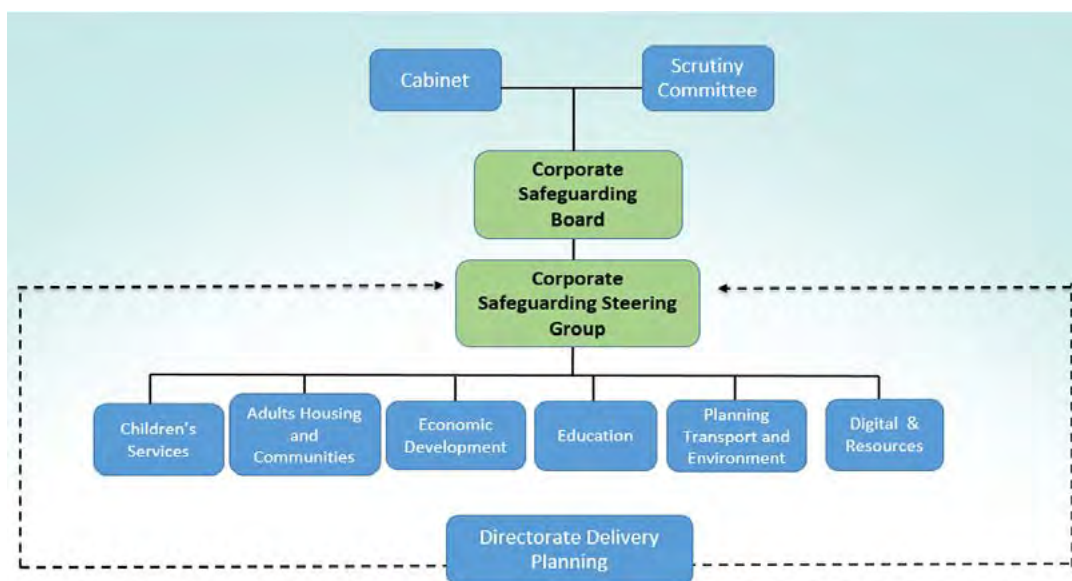 Cabinet
Scrutiny
Committee
Corporate
Safeguarding
Board
Corporate
Safeguarding Steering
Group
Children's
Services
Adults Housing
and
Communities
Economic
Development
Education
Planning
Transport and
Environment
Digital & 
Resources
Directorate Delivery
Planning